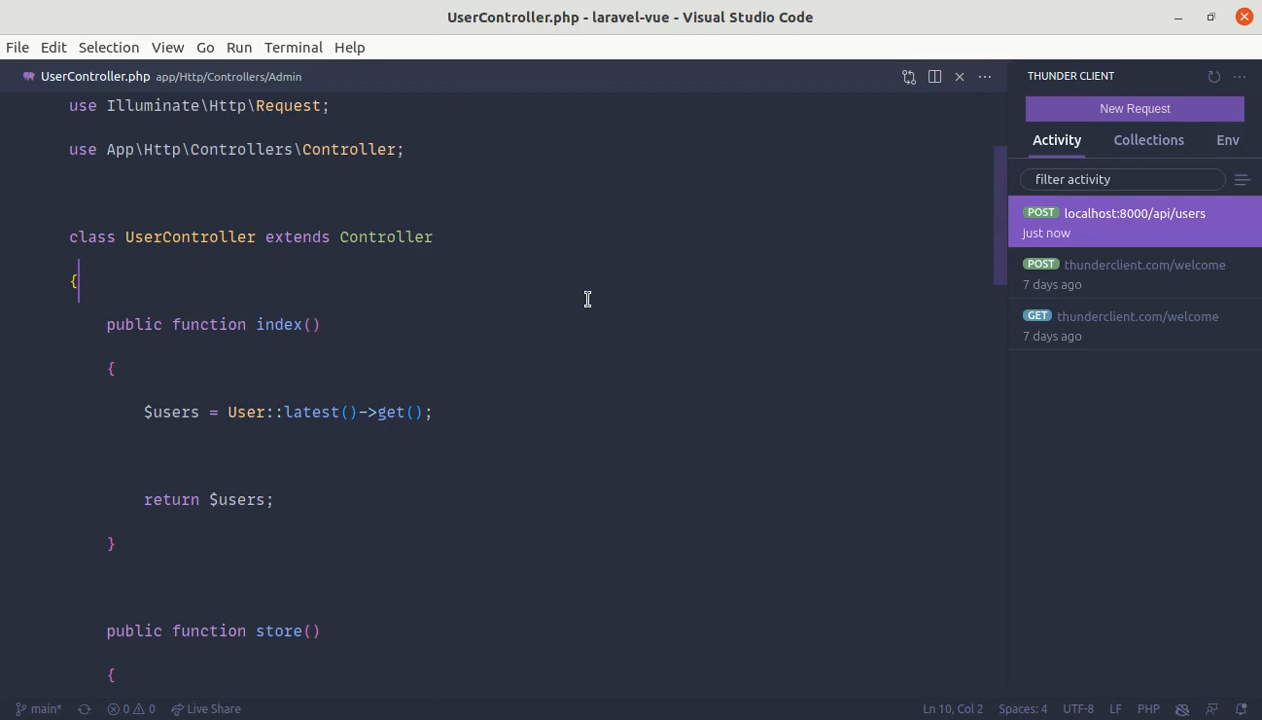 UserController.php - laravel-vue - Visual Studio Code
File Edit Selection View Go Run Terminal Help
UserController.php app/Http/Controllers/Admin
use Illuminate\Http\Request;
use App\Http\Controllers\Controller;
class UserController extends Controller
{
public function index()
{
$users = User::latest()->get();
return $users;
}
public function store()
{
THUNDER CLIENT
New Request
Activity Collections Env
filter activity
POST localhost:8000/api/users
just now
POST thunderclient.com/welcome
7 days ago
GET thunderclient.com/welcome
7 days ago
main* 0 0 Live Share Ln 10, Col 2 Spaces: 4 UTF-8 LF PHP